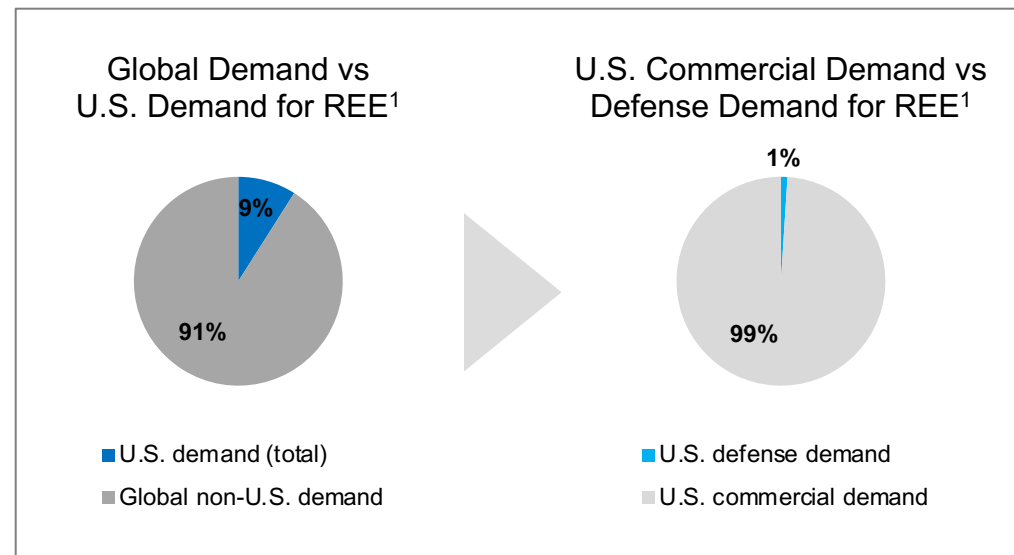 Global Demand vs
U.S. Demand for REE¹
9%
91%
U.S. demand (total)
Global non-U.S. demand
U.S. Commercial Demand vs
Defense Demand for REE¹
1%
99%
U.S. defense demand
U.S. commercial demand